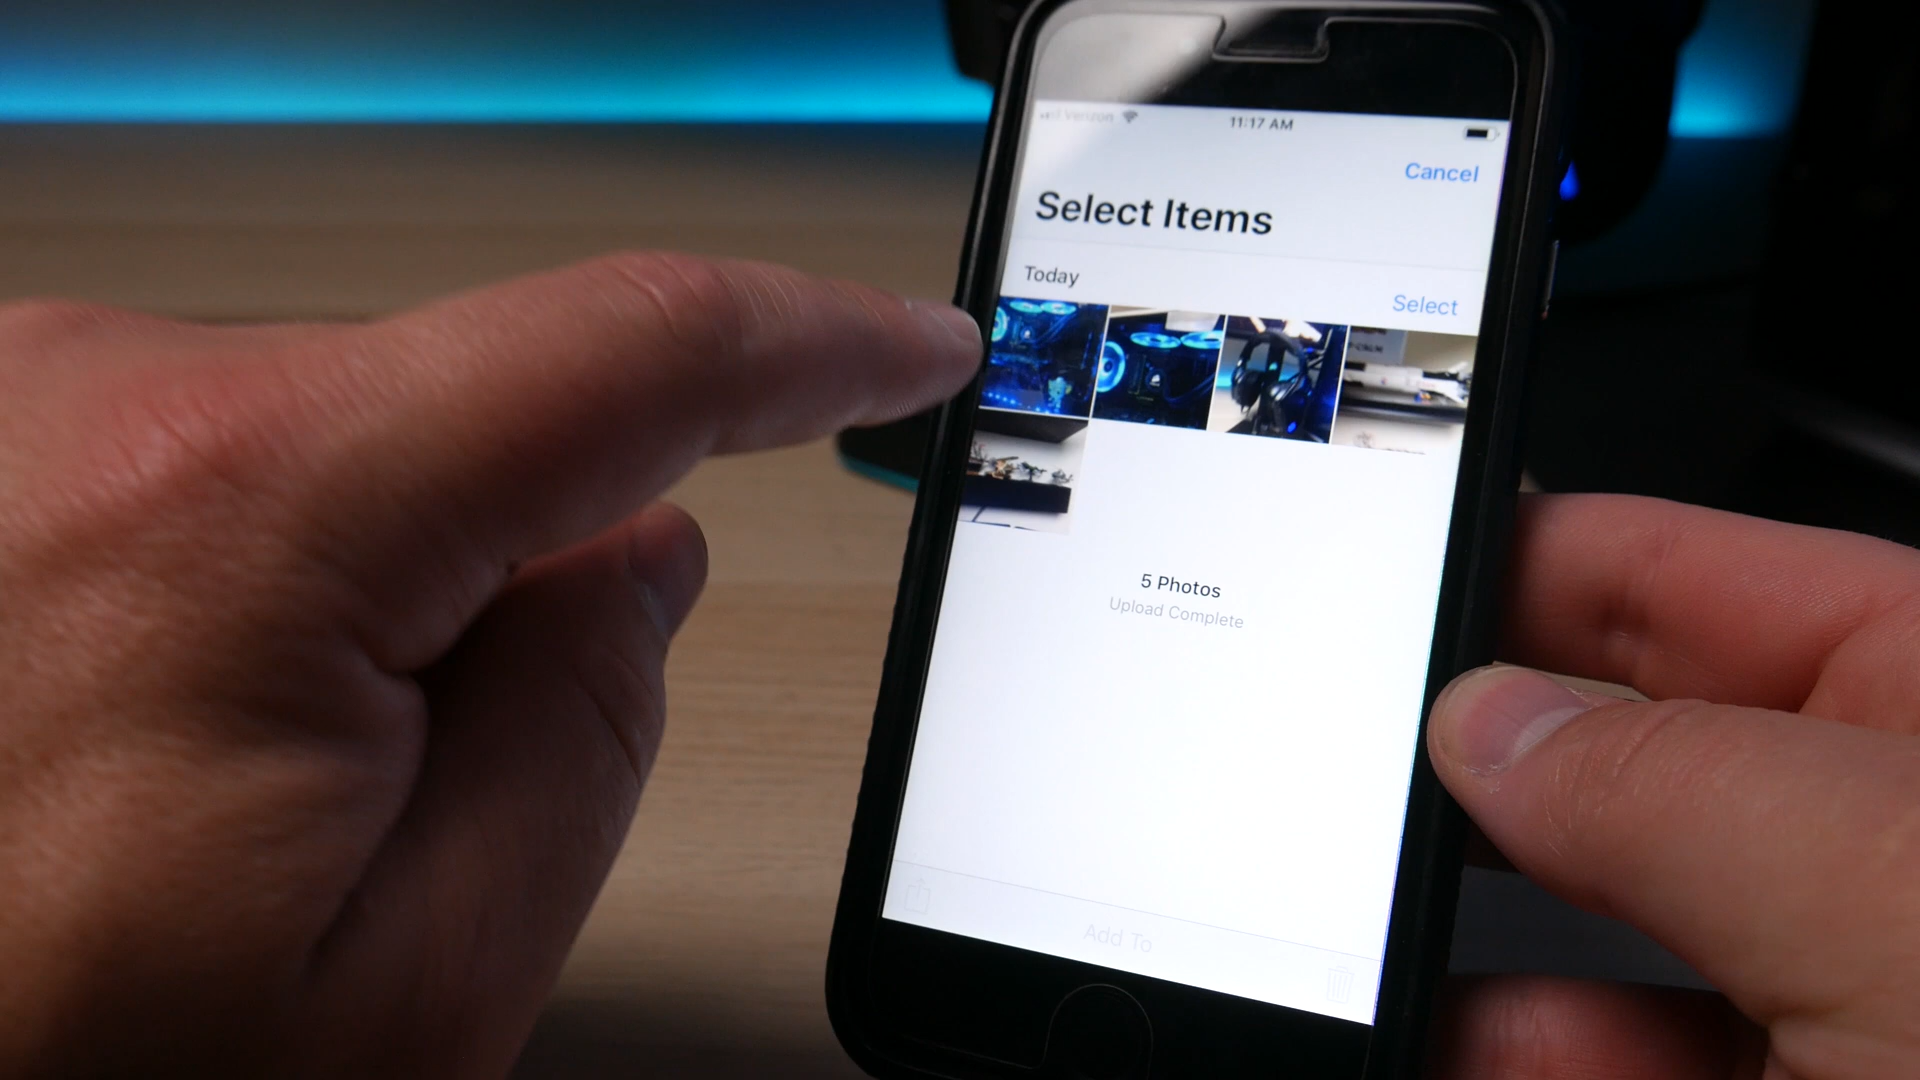 Verizon 11:17 AM
Cancel
Select Items
Today
Select
5 Photos
Upload Complete
Add To